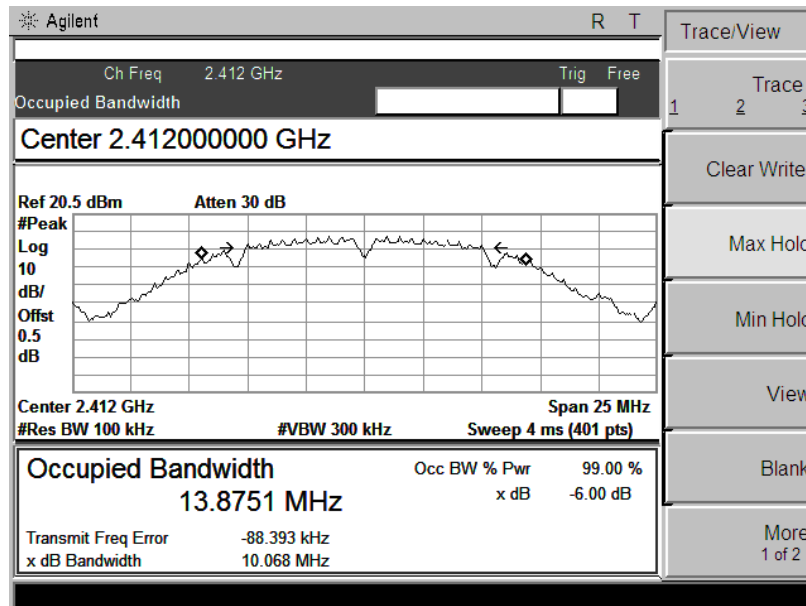 Agilent R T
Ch Freq 2.412 GHz Trig Free
Occupied Bandwidth
Center 2.412000000 GHz
Ref 20.5 dBm Atten 30 dB
#Peak
Log
10
dB/
Offst
0.5
dB
Center 2.412 GHz Span 25 MHz
#Res BW 100 kHz #VBW 300 kHz Sweep 4 ms (401 pts)
Occupied Bandwidth Occ BW % Pwr 99.00 %
13.8751 MHz x dB -6.00 dB
Transmit Freq Error -88.393 kHz
x dB Bandwidth 10.068 MHz
Trace/View
Trace
1 2 3
Clear Write
Max Hold
Min Hold
View
Blank
More
1 of 2